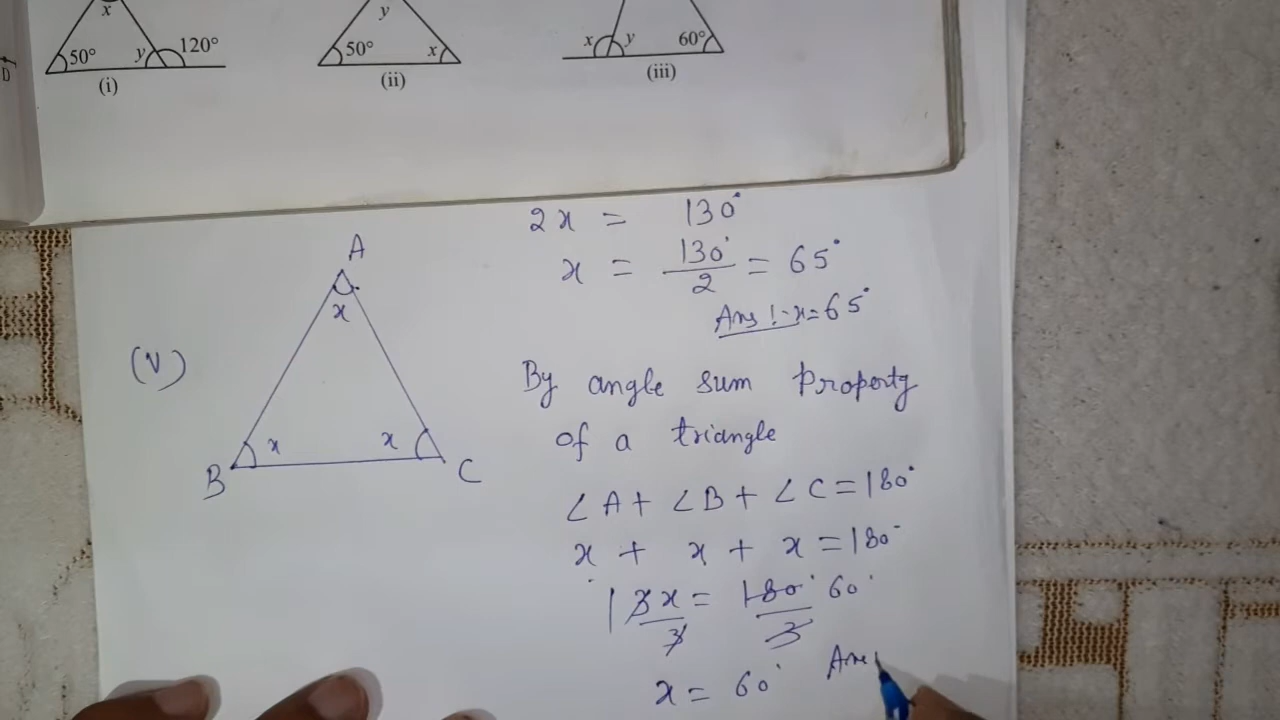 x
y
50°
y
120°
50°
x
x
y
60°
D
(i)
(ii)
(iii)
2x = 130°
x = 130°/2 = 65°
Ans :- x = 65°
A
x
(V)
x
x
B
C
By angle sum Property
of a triangle
∠A + ∠B + ∠C = 180°
x + x + x = 180°
1 3x/3 = 180°/3 60°
x = 60°
Ans